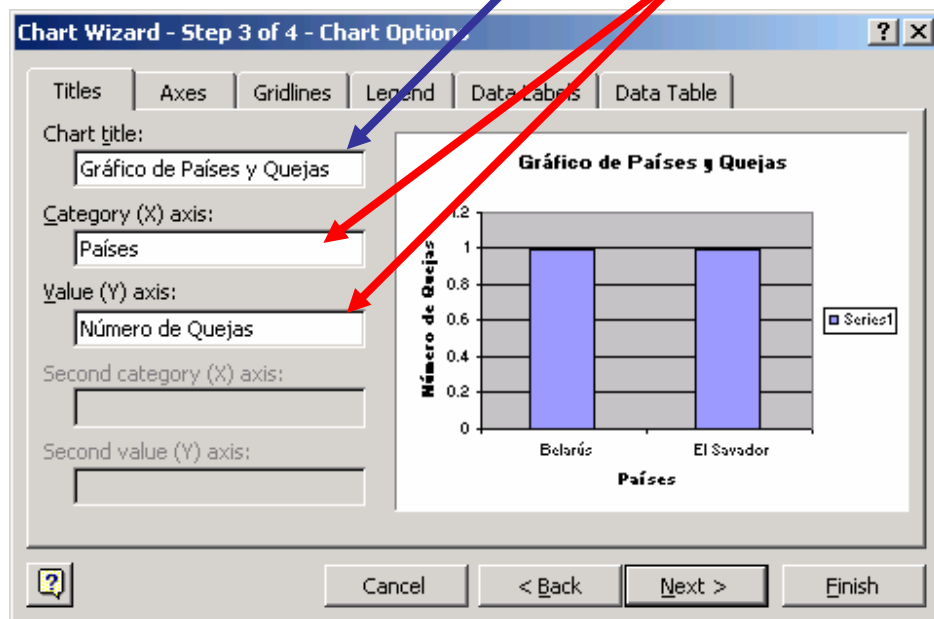 Chart Wizard - Step 3 of 4 - Chart Options
Titles Axes Gridlines Legend Data Labels Data Table
Chart title:
Gráfico de Países y Quejas
Category (X) axis:
Países
Value (Y) axis:
Número de Quejas
Second category (X) axis:
Second value (Y) axis:
Gráfico de Países y Quejas
Número de Quejas
1.2
1
0.8
0.6
0.4
0.2
0
Belarús El Savador
Países
Series1
Cancel < Back Next > Finish